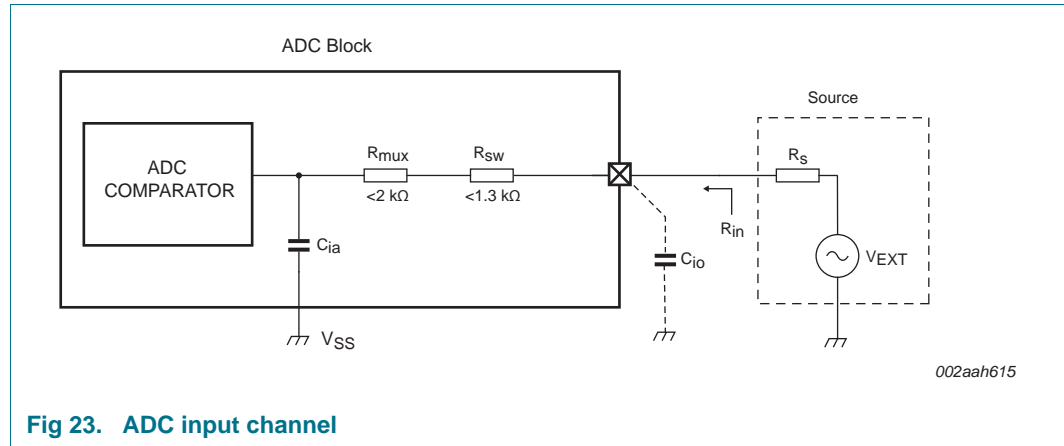 ADC Block
Source
ADC
COMPARATOR
Rmux
<2 kΩ
Rsw
<1.3 kΩ
Rs
Rin
Cia
Cio
VEXT
VSS
002aah615
Fig 23. ADC input channel